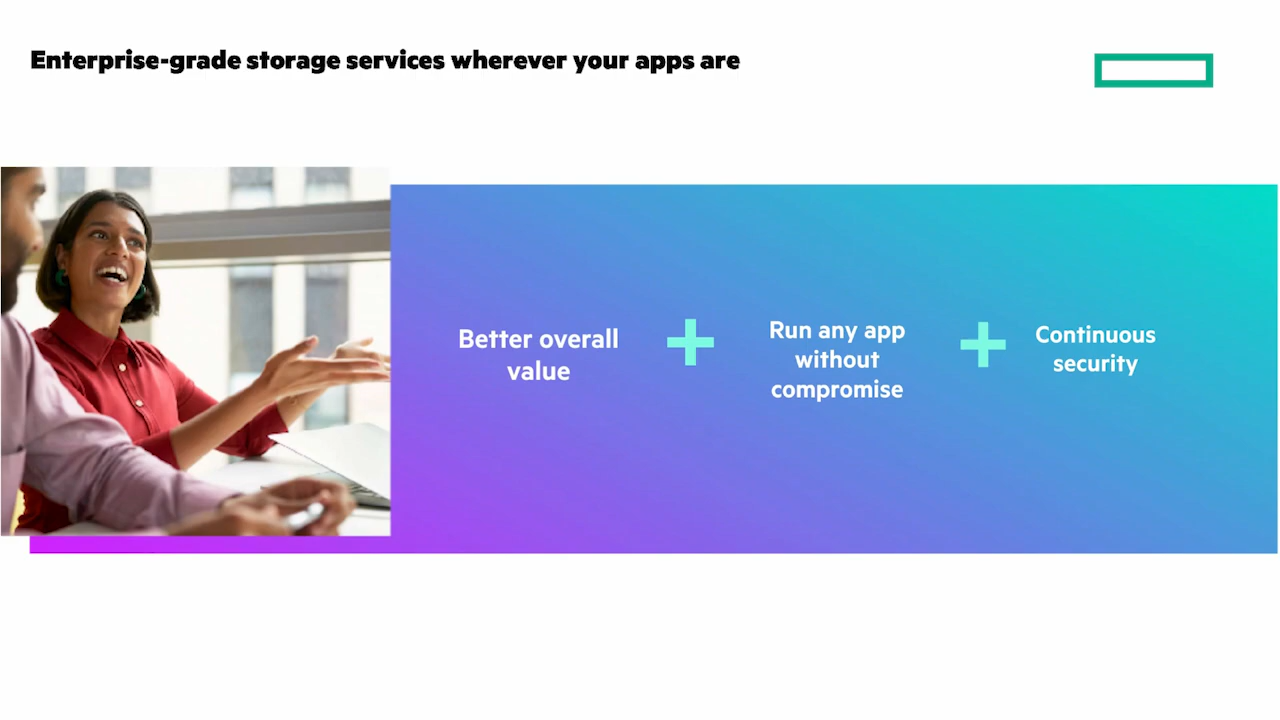 Enterprise-grade storage services wherever your apps are
Better overall
value
Run any app
without
compromise
Continuous
security